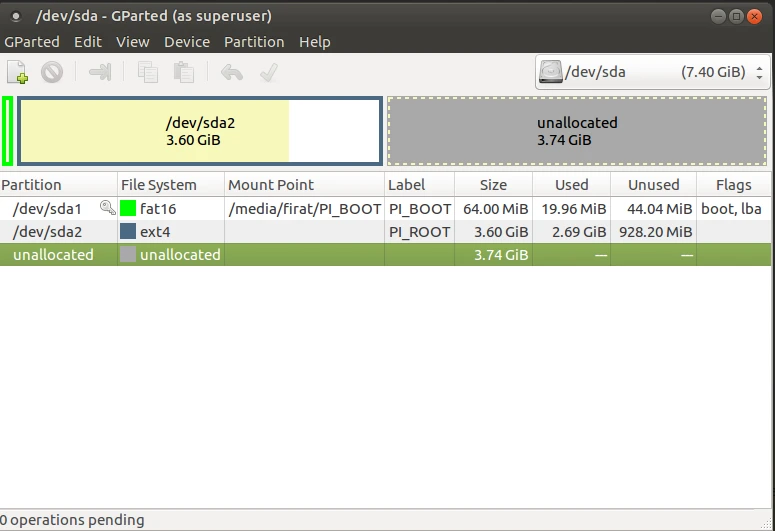 /dev/sda - GParted (as superuser)
GParted Edit View Device Partition Help
/dev/sda (7.40 GiB)
/dev/sda2
3.60 GiB
unallocated
3.74 GiB
Partition File System Mount Point Label Size Used Unused Flags
/dev/sda1 fat16 /media/firat/PI_BOOT PI_BOOT 64.00 MiB 19.96 MiB 44.04 MiB boot, lba
/dev/sda2 ext4 PI_ROOT 3.60 GiB 2.69 GiB 928.20 MiB
unallocated unallocated 3.74 GiB — —
0 operations pending